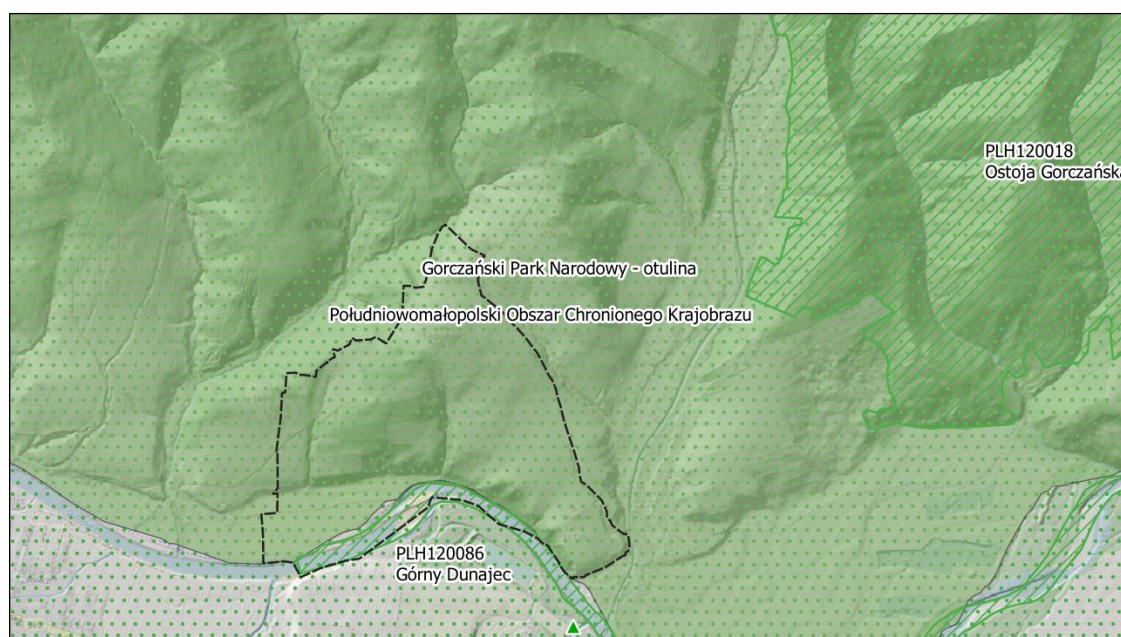 PLH120018
Ostoja Gorczańska
Gorczański Park Narodowy - otulina
Południowomałopolski Obszar Chronionego Krajobrazu
PLH120086
Górny Dunajec